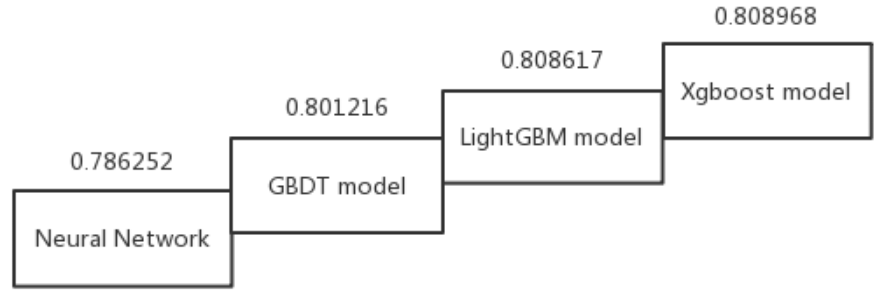 0.808968
Xgboost model
0.808617
LightGBM model
0.801216
GBDT model
0.786252
Neural Network